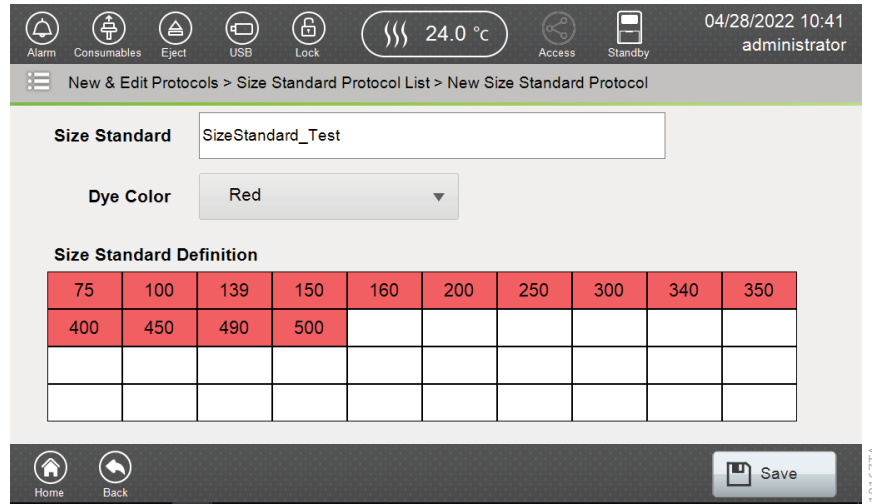 04/28/2022 10:41
24.0 °c
administrator
Alarm Consumables Eject USB Lock Access Standby
New & Edit Protocols > Size Standard Protocol List > New Size Standard Protocol
Size Standard SizeStandard_Test
Dye Color Red
Size Standard Definition
75 100 139 150 160 200 250 300 340 350
400 450 490 500
Home Back Save